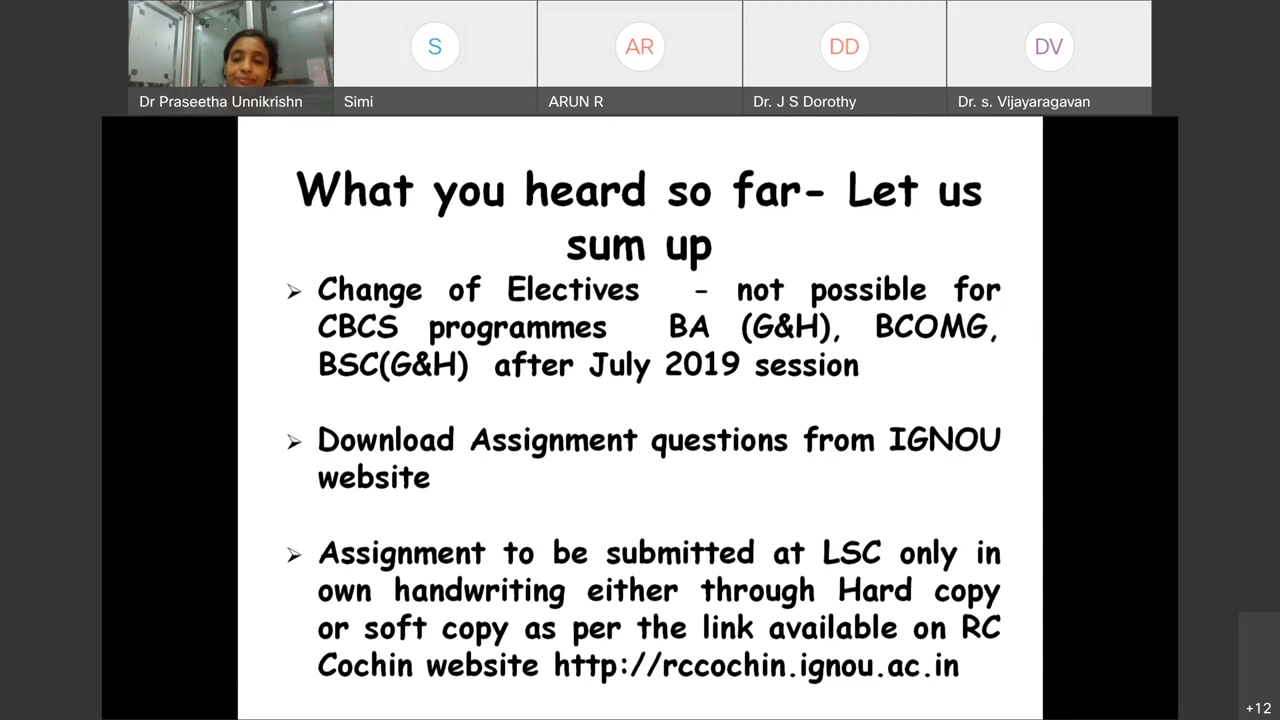 S
AR
DD
DV
Dr Praseetha Unnikrishn
Simi
ARUN R
Dr. J S Dorothy
Dr. s. Vijayaragavan
What you heard so far- Let us
sum up
➢ Change of Electives - not possible for
CBCS programmes BA (G&H), BCOMG,
BSC(G&H) after July 2019 session
➢ Download Assignment questions from IGNOU
website
➢ Assignment to be submitted at LSC only in
own handwriting either through Hard copy
or soft copy as per the link available on RC
Cochin website http://rccochin.ignou.ac.in
+12